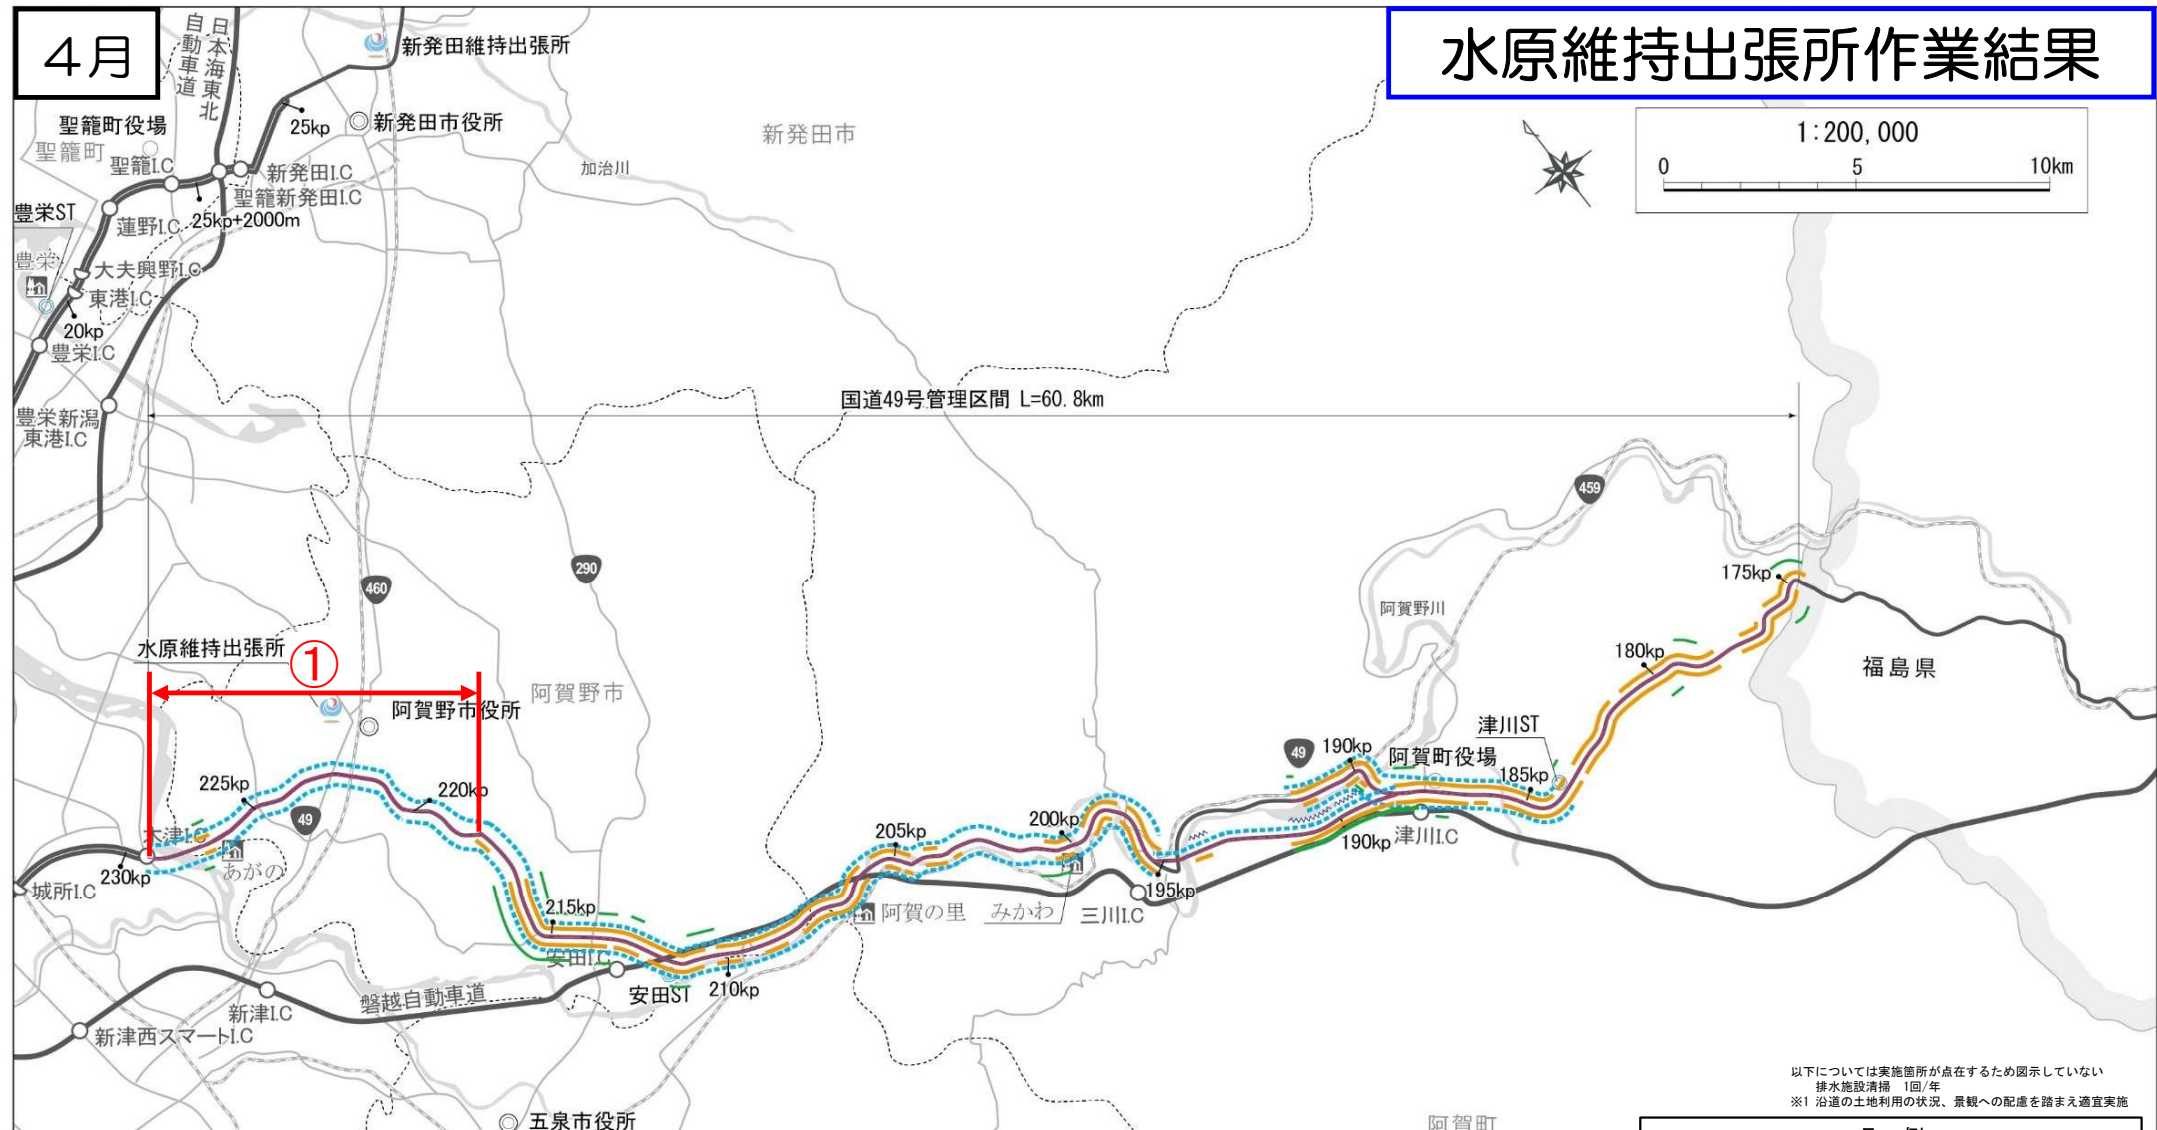 4月
水原維持出張所作業結果
日本海東北
自動車道
新発田維持出張所
25kp
新発田市役所
聖籠町役場
聖籠町
聖籠I.C
新発田I.C
聖籠新発田I.C
25kp+2000m
蓮野I.C
豊栄ST
豊栄
大夫興野I.C
東港I.C
20kp
豊栄I.C
豊栄新潟
東港I.C
新発田市
加治川
1:200,000
0 5 10km
国道49号管理区間 L=60.8km
459
290
460
阿賀野川
175kp
180kp
福島県
水原維持出張所
①
阿賀野市
阿賀野市役所
津川ST
49
190kp
阿賀町役場
185kp
225kp
220kp
49
木津I.C
あがの
230kp
城所I.C
205kp
200kp
190kp
津川I.C
195kp
215kp
阿賀の里
みかわ
三川I.C
安田I.C
安田ST
210kp
磐越自動車道
新津I.C
新津西スマートI.C
五泉市役所
阿賀町
以下については実施箇所が点在するため図示していない
排水施設清掃 1回/年
※1 沿道の土地利用の状況、景観への配慮を踏まえ適宜実施